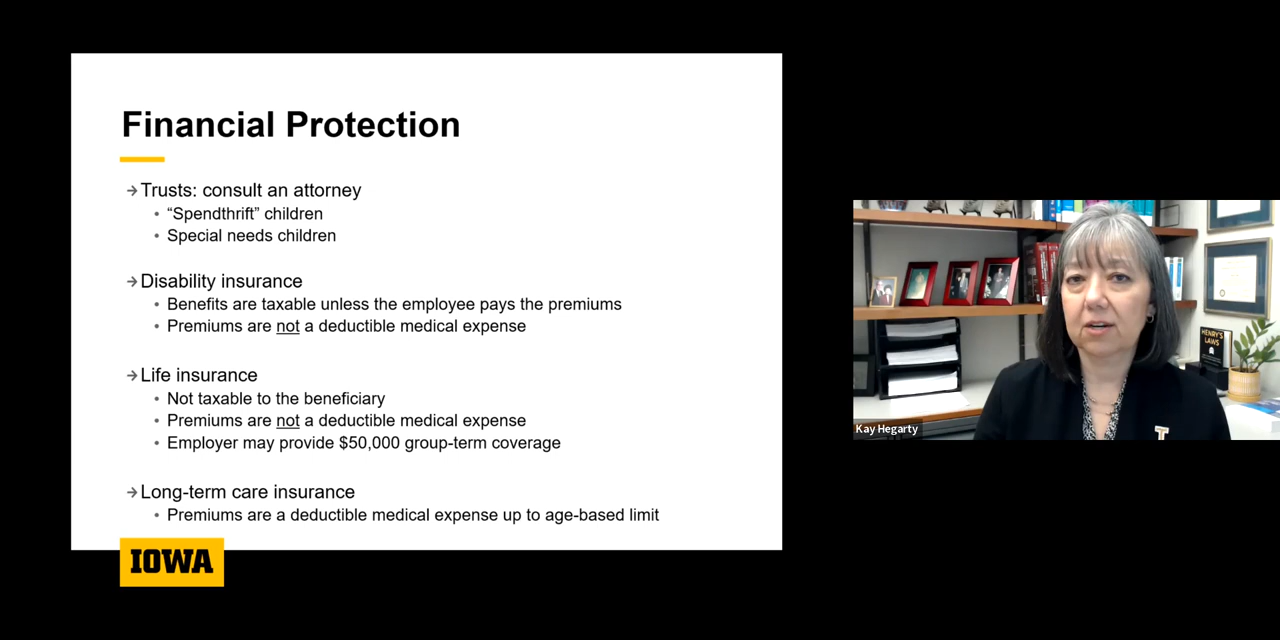 Financial Protection
→Trusts: consult an attorney
• “Spendthrift” children
• Special needs children
→Disability insurance
• Benefits are taxable unless the employee pays the premiums
• Premiums are not a deductible medical expense
→Life insurance
• Not taxable to the beneficiary
• Premiums are not a deductible medical expense
• Employer may provide $50,000 group-term coverage
→Long-term care insurance
• Premiums are a deductible medical expense up to age-based limit
IOWA
HENRY'S
LAWS
Kay Hegarty